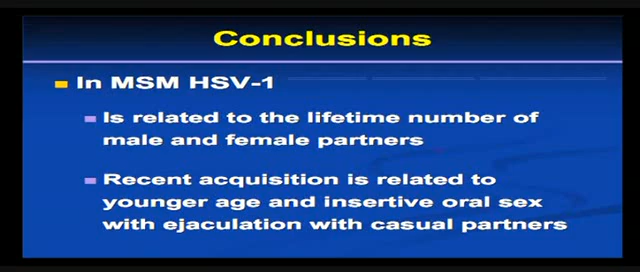 Conclusions
In MSM HSV-1
Is related to the lifetime number of
male and female partners
Recent acquisition is related to
younger age and insertive oral sex
with ejaculation with casual partners